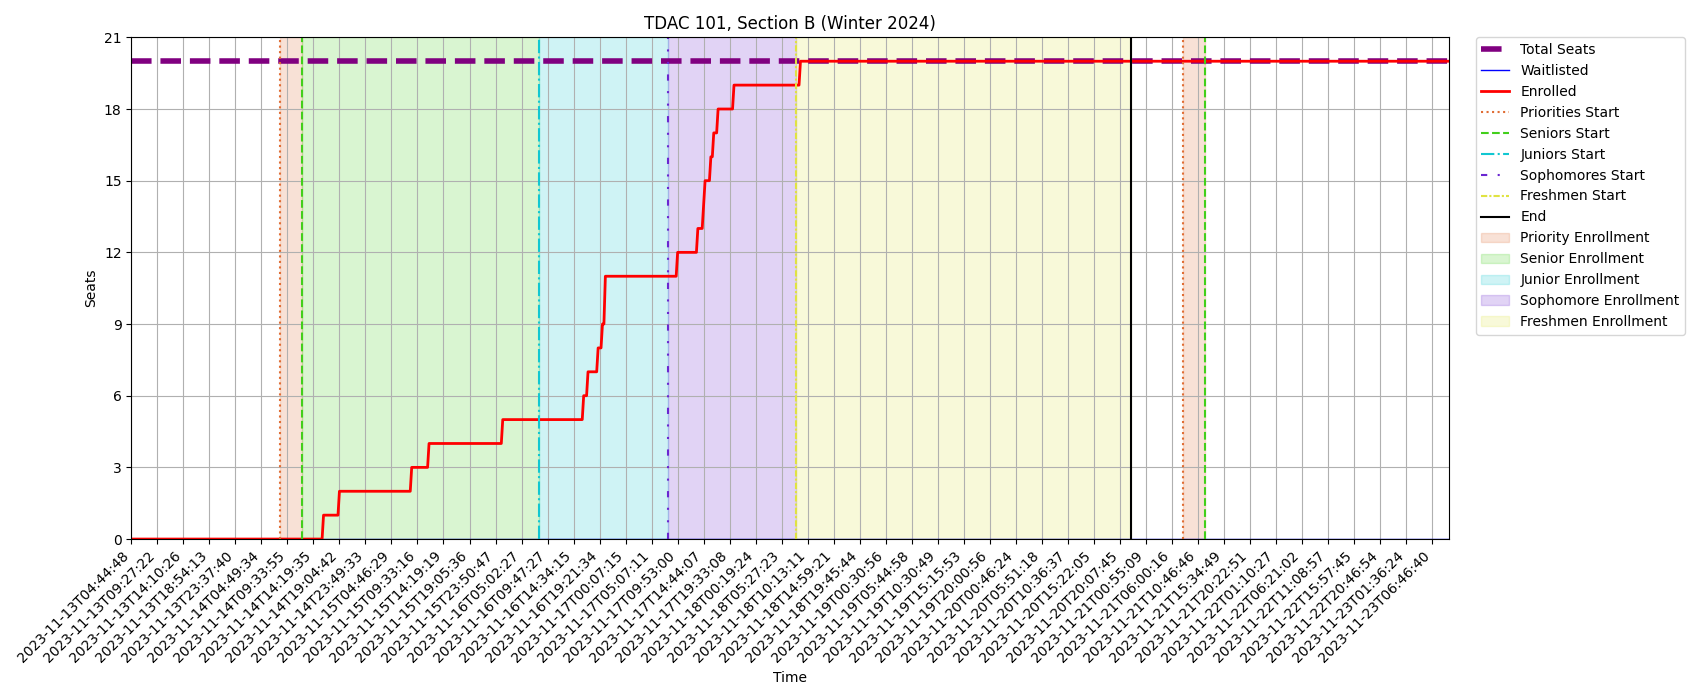 TDAC 101, Section B (Winter 2024)
21
18
15
12
9
6
3
0
Seats
2023-11-13T04:44:48
2023-11-13T09:27:22
2023-11-13T14:10:26
2023-11-13T18:54:13
2023-11-13T23:37:40
2023-11-14T04:49:34
2023-11-14T09:33:55
2023-11-14T14:19:35
2023-11-14T19:04:42
2023-11-14T23:49:33
2023-11-15T04:46:29
2023-11-15T09:33:16
2023-11-15T14:19:19
2023-11-15T19:05:36
2023-11-15T23:50:47
2023-11-16T05:02:27
2023-11-16T09:47:27
2023-11-16T14:34:15
2023-11-16T19:21:34
2023-11-17T00:07:15
2023-11-17T05:07:11
2023-11-17T09:53:00
2023-11-17T14:44:07
2023-11-17T19:33:08
2023-11-18T00:19:24
2023-11-18T05:27:23
2023-11-18T10:13:11
2023-11-18T14:59:21
2023-11-18T19:45:44
2023-11-19T00:30:56
2023-11-19T05:44:58
2023-11-19T10:30:49
2023-11-19T15:15:53
2023-11-19T20:00:56
2023-11-20T00:46:24
2023-11-20T05:51:18
2023-11-20T10:36:37
2023-11-20T15:22:05
2023-11-20T20:07:45
2023-11-21T00:55:09
2023-11-21T06:00:16
2023-11-21T10:46:46
2023-11-21T15:34:49
2023-11-21T20:22:51
2023-11-22T01:10:27
2023-11-22T06:21:02
2023-11-22T11:08:57
2023-11-22T15:57:45
2023-11-22T20:46:54
2023-11-23T01:36:24
2023-11-23T06:46:40
Time
Total Seats
Waitlisted
Enrolled
Priorities Start
Seniors Start
Juniors Start
Sophomores Start
Freshmen Start
End
Priority Enrollment
Senior Enrollment
Junior Enrollment
Sophomore Enrollment
Freshmen Enrollment